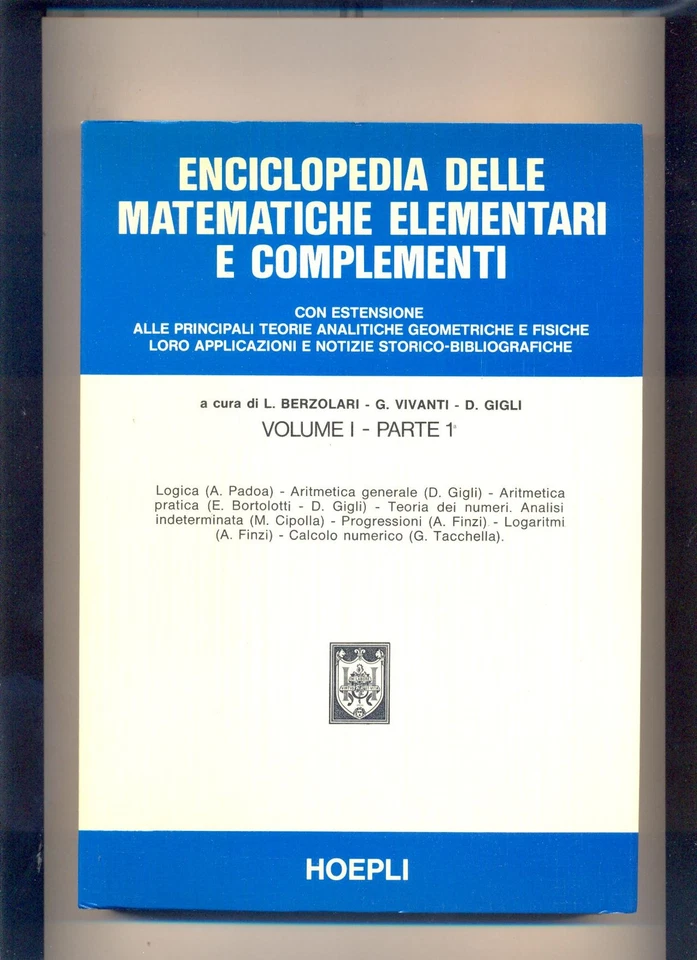 ENCICLOPEDIA DELLE
MATEMATICHE ELEMENTARI
E COMPLEMENTI
CON ESTENSIONE
ALLE PRINCIPALI TEORIE ANALITICHE GEOMETRICHE E FISICHE
LORO APPLICAZIONI E NOTIZIE STORICO-BIBLIOGRAFICHE
a cura di L. BERZOLARI - G. VIVANTI - D. GIGLI
VOLUME I - PARTE 1ª
Logica (A. Padoa) - Aritmetica generale (D. Gigli) - Aritmetica
pratica (E. Bortolotti - D. Gigli) - Teoria dei numeri. Analisi
indeterminata (M. Cipolla) - Progressioni (A. Finzi) - Logaritmi
(A. Finzi) - Calcolo numerico (G. Tacchella).
HOEPLI